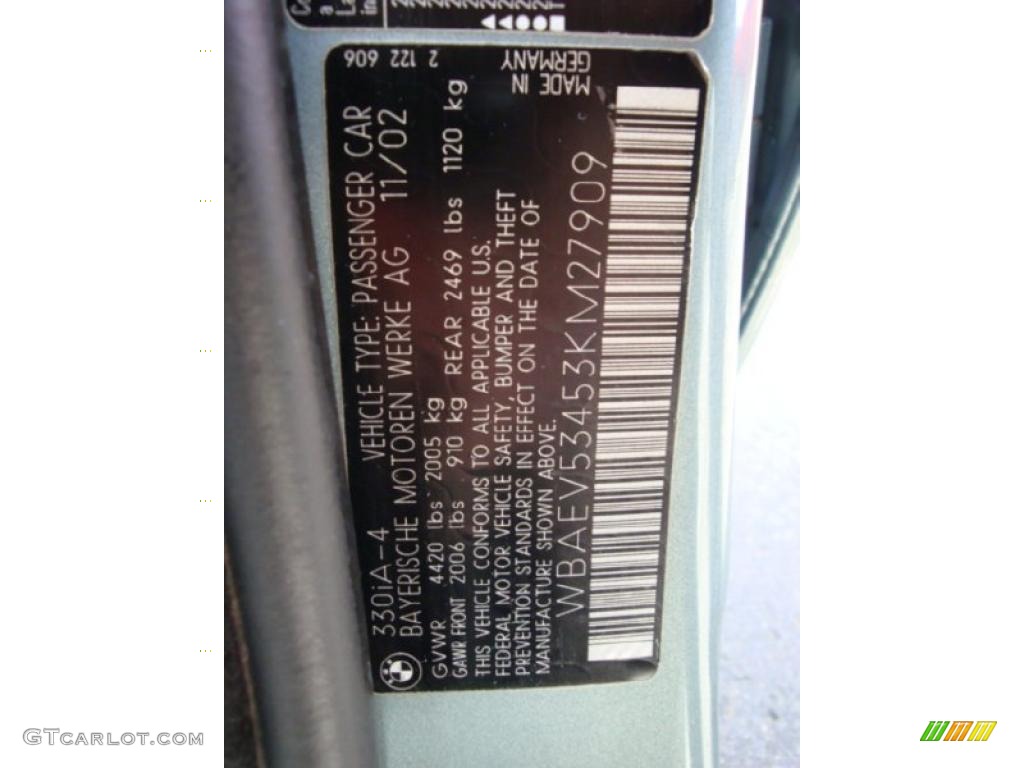 330iA-4 VEHICLE TYPE: PASSENGER CAR
BAYERISCHE MOTOREN WERKE AG 11/02
GVWR 4420 lbs 2005 kg
GAWR FRONT 2006 lbs 910 kg REAR 2469 lbs 1120 kg
THIS VEHICLE CONFORMS TO ALL APPLICABLE U.S.
FEDERAL MOTOR VEHICLE SAFETY, BUMPER AND THEFT
PREVENTION STANDARDS IN EFFECT ON THE DATE OF
MANUFACTURE SHOWN ABOVE.
WBAEV53453KM27909
2 122 606
MADE IN
GERMANY
GTCARLOT.COM